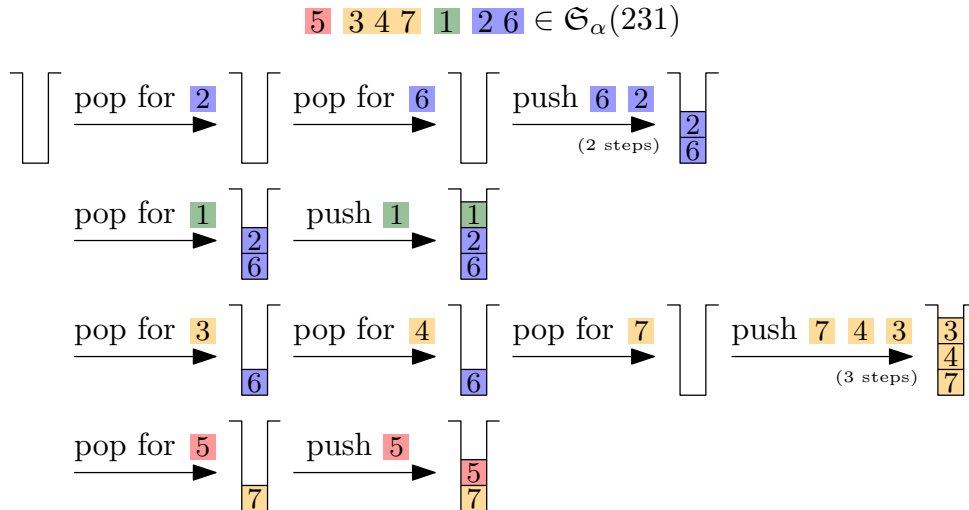 5 3 4 7 1 2 6 ∈ 𝔖_α(231)
pop for 2 pop for 6 push 6 2
(2 steps)
2
6
pop for 1 push 1
2
6
1
2
6
pop for 3 pop for 4 pop for 7 push 7 4 3
(3 steps)
6
6
3
4
7
pop for 5 push 5
7
5
7